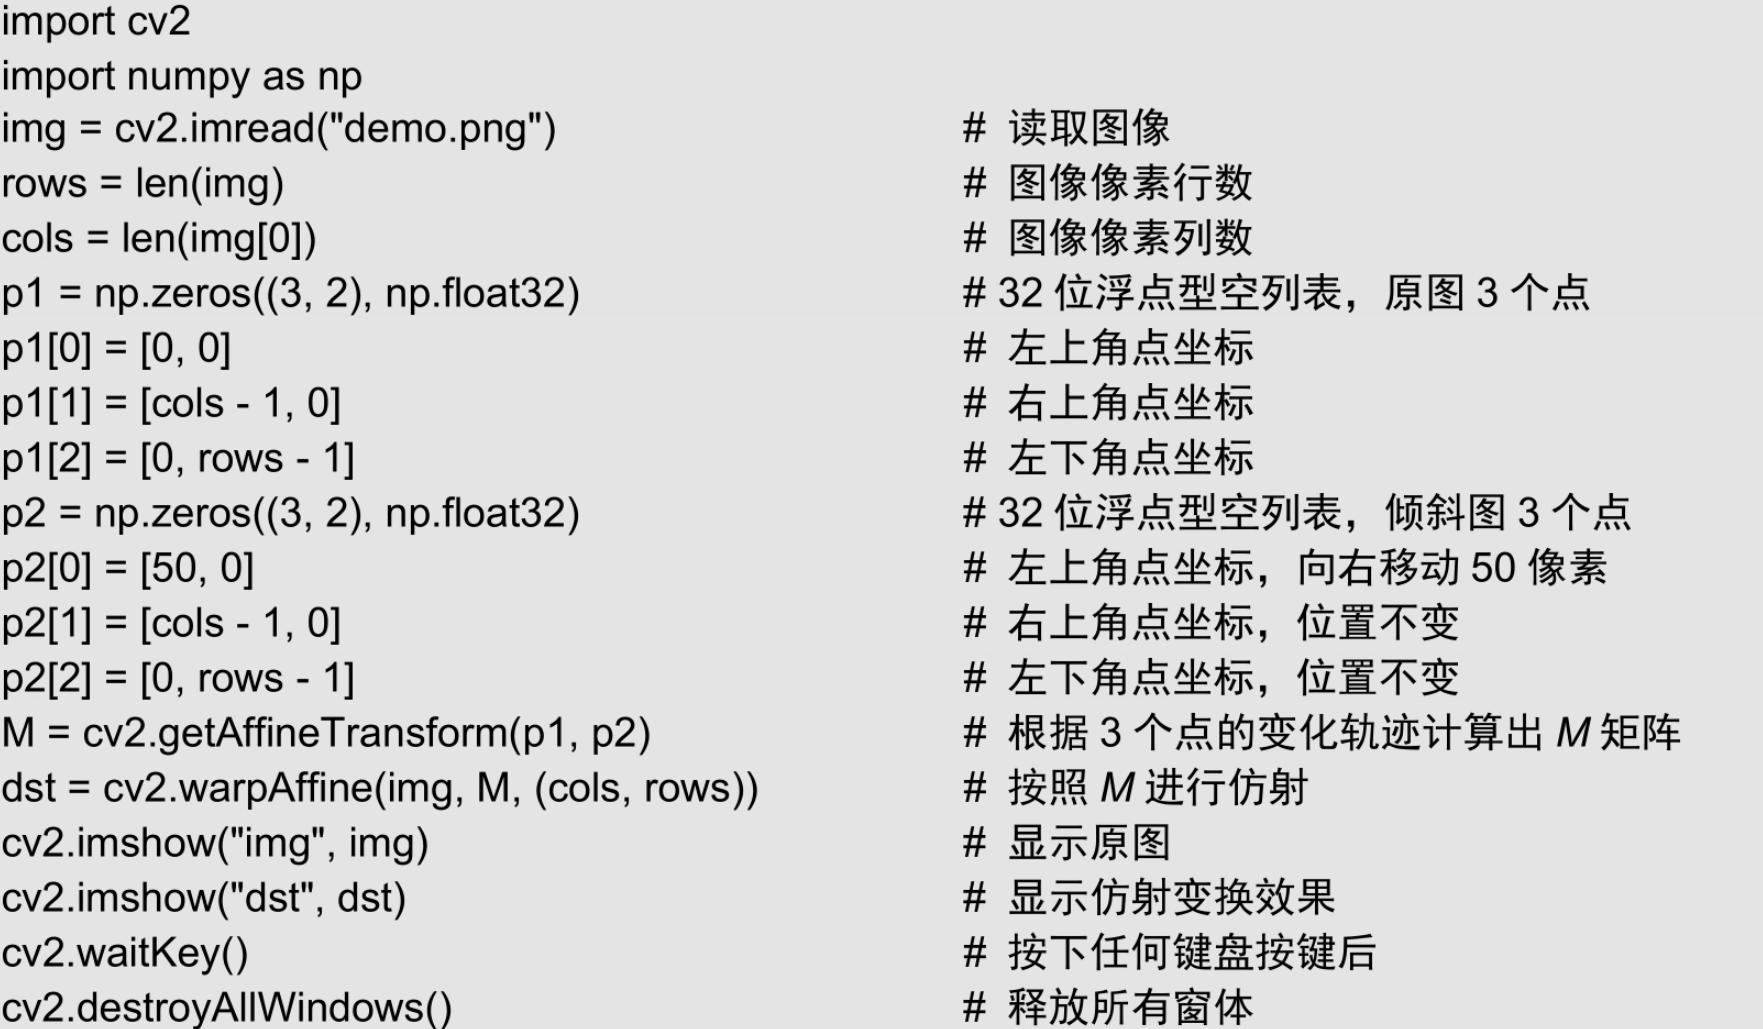 import cv2
import numpy as np
img = cv2.imread("demo.png") # 读取图像
rows = len(img) # 图像像素行数
cols = len(img[0]) # 图像像素列数
p1 = np.zeros((3, 2), np.float32) # 32 位浮点型空列表，原图 3 个点
p1[0] = [0, 0] # 左上角点坐标
p1[1] = [cols - 1, 0] # 右上角点坐标
p1[2] = [0, rows - 1] # 左下角点坐标
p2 = np.zeros((3, 2), np.float32) # 32 位浮点型空列表，倾斜图 3 个点
p2[0] = [50, 0] # 左上角点坐标，向右移动 50 像素
p2[1] = [cols - 1, 0] # 右上角点坐标，位置不变
p2[2] = [0, rows - 1] # 左下角点坐标，位置不变
M = cv2.getAffineTransform(p1, p2) # 根据 3 个点的变化轨迹计算出 M 矩阵
dst = cv2.warpAffine(img, M, (cols, rows)) # 按照 M 进行仿射
cv2.imshow("img", img) # 显示原图
cv2.imshow("dst", dst) # 显示仿射变换效果
cv2.waitKey() # 按下任何键盘按键后
cv2.destroyAllWindows() # 释放所有窗体